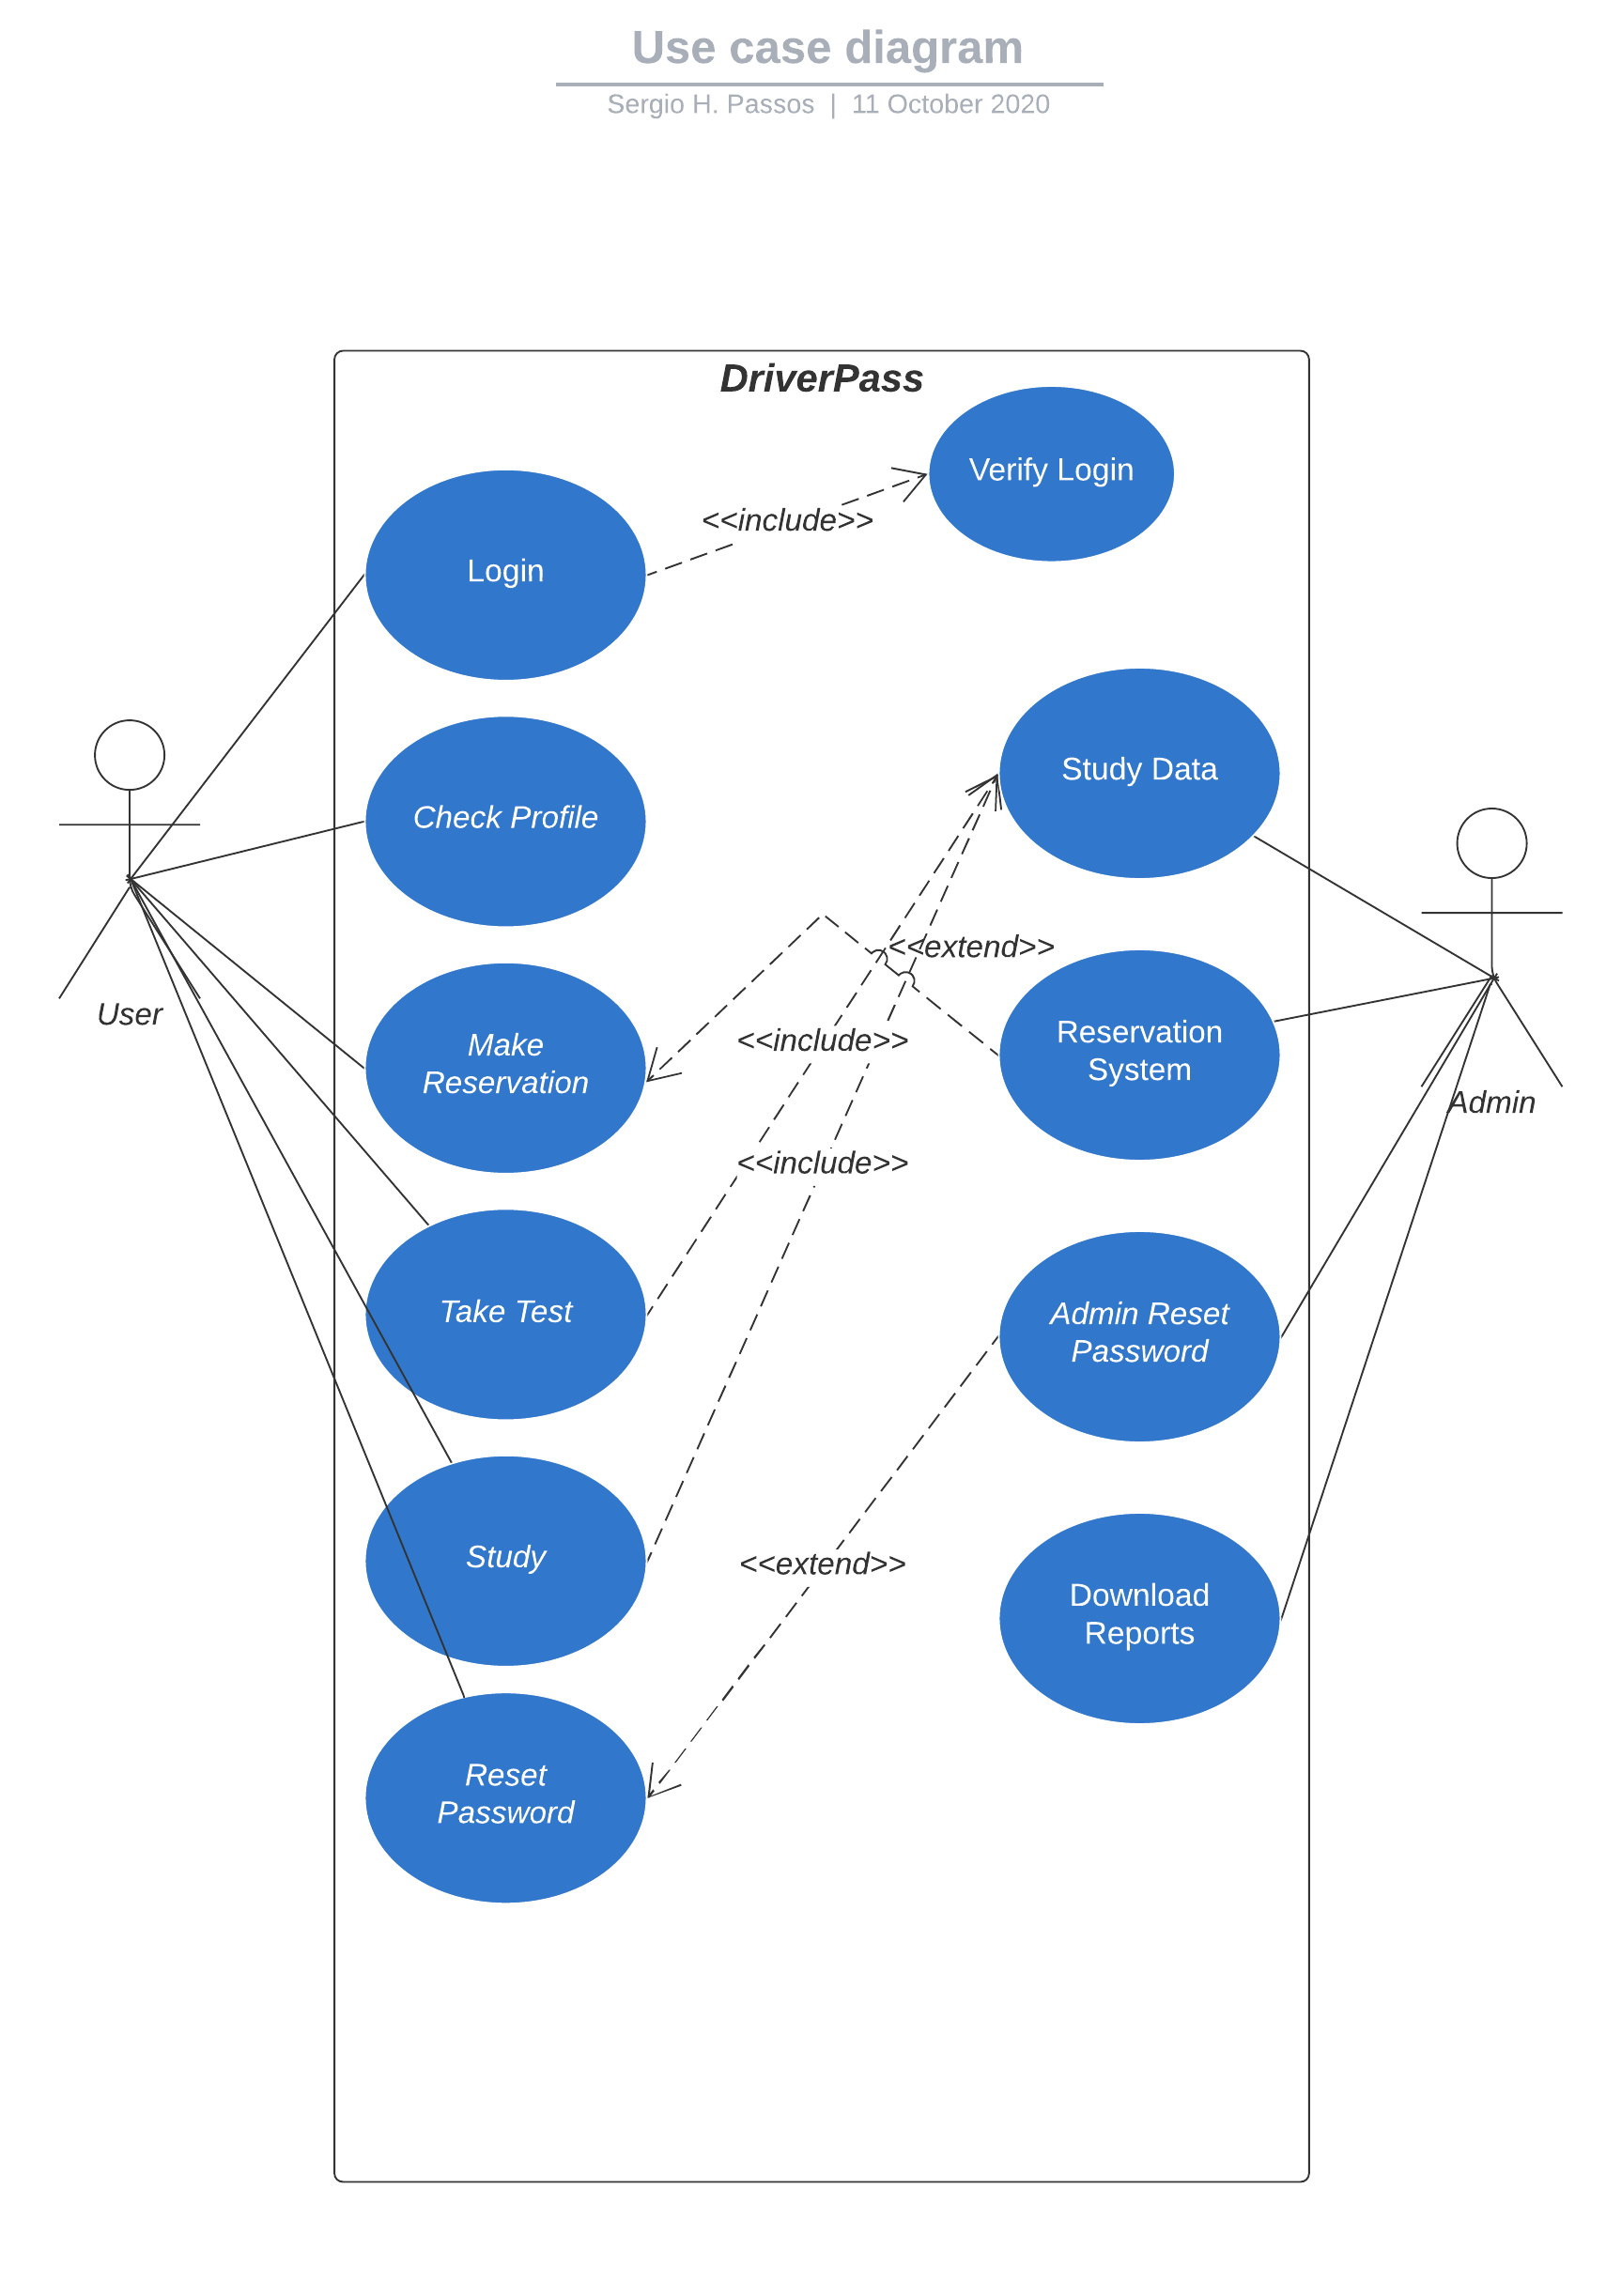 Use case diagram
Sergio H. Passos | 11 October 2020
DriverPass
Verify Login
<<include>>
Login
Study Data
Check Profile
<<extend>>
User
Make
Reservation
<<include>>
Reservation
System
Admin
<<include>>
Take Test
Admin Reset
Password
Study
<<extend>>
Download
Reports
Reset
Password